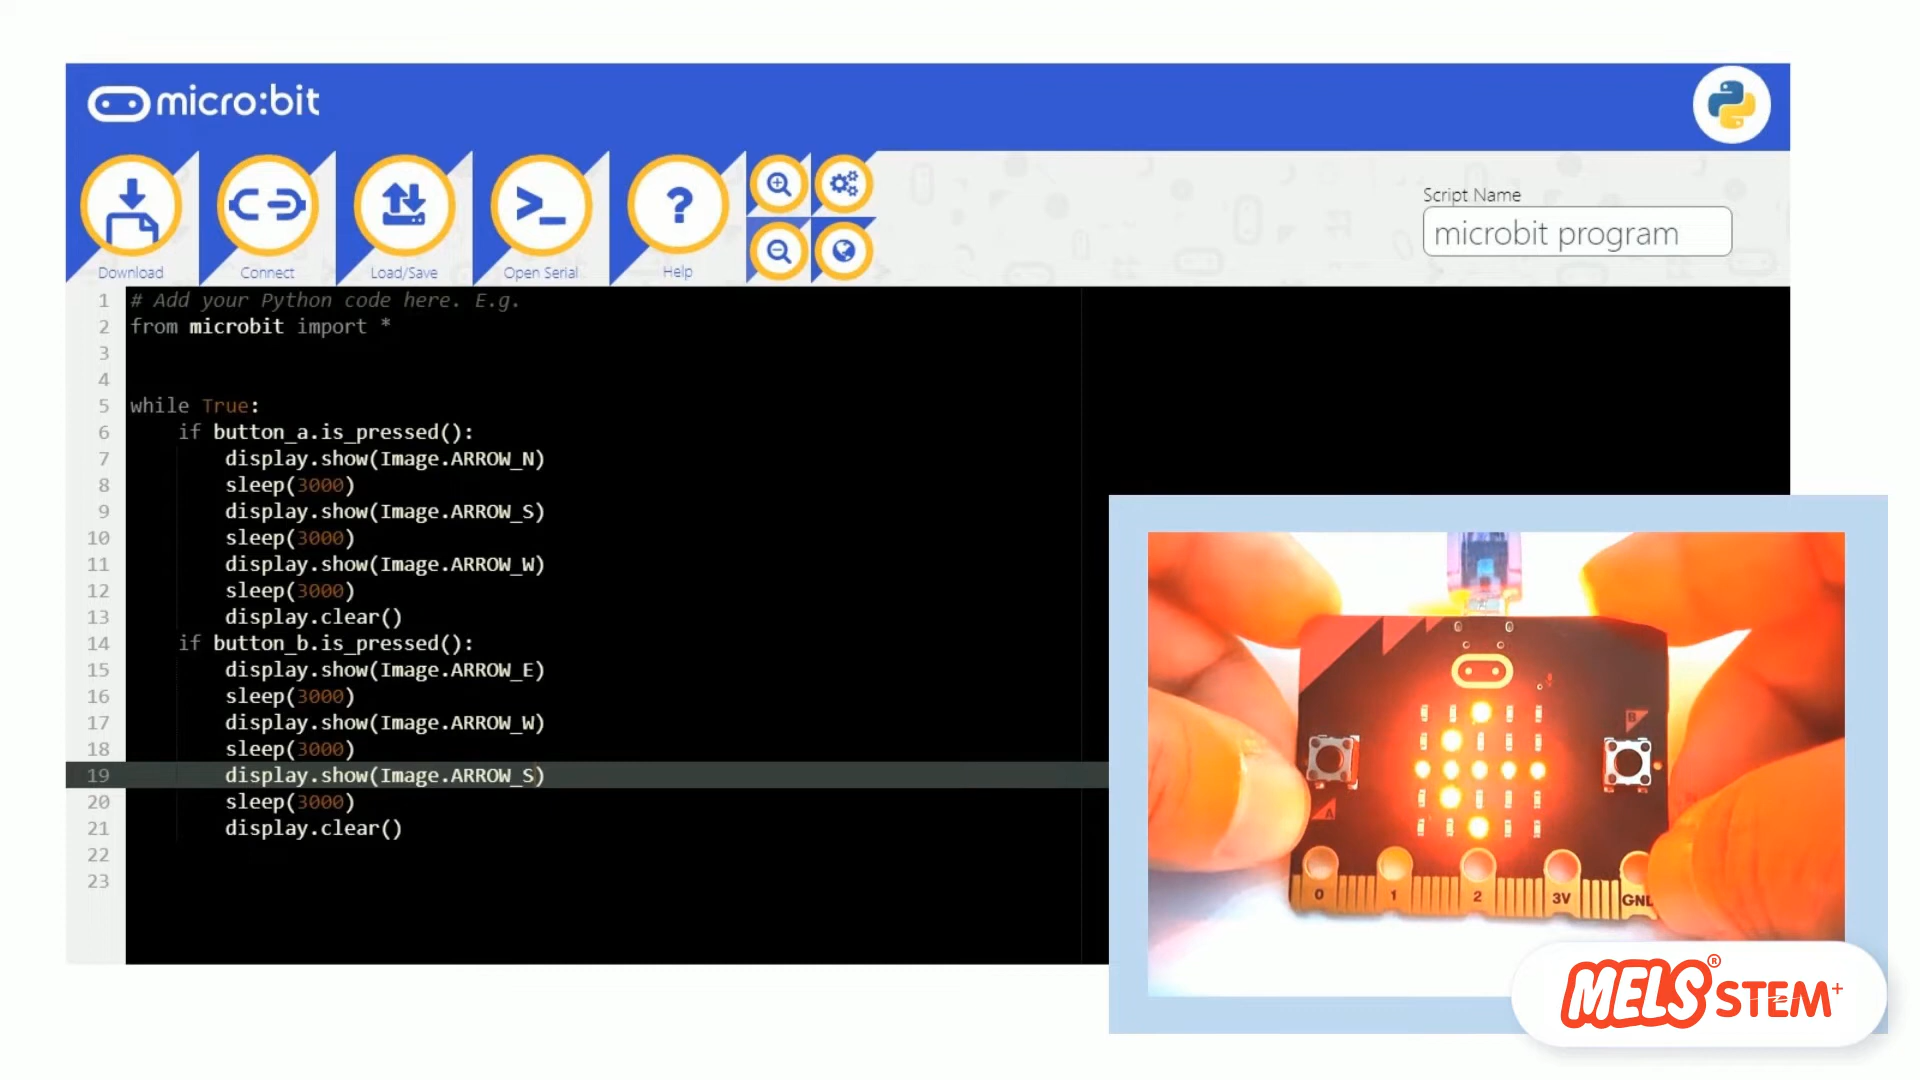 micro:bit
Script Name
microbit program
Download
Connect
Load/Save
Open Serial
Help
1 # Add your Python code here. E.g.
2 from microbit import *
3
4
5 while True:
6 if button_a.is_pressed():
7 display.show(Image.ARROW_N)
8 sleep(3000)
9 display.show(Image.ARROW_S)
10 sleep(3000)
11 display.show(Image.ARROW_W)
12 sleep(3000)
13 display.clear()
14 if button_b.is_pressed():
15 display.show(Image.ARROW_E)
16 sleep(3000)
17 display.show(Image.ARROW_W)
18 sleep(3000)
19 display.show(Image.ARROW_S)
20 sleep(3000)
21 display.clear()
22
23
B
A
0 1 2 3V GND
MELS® STEM+